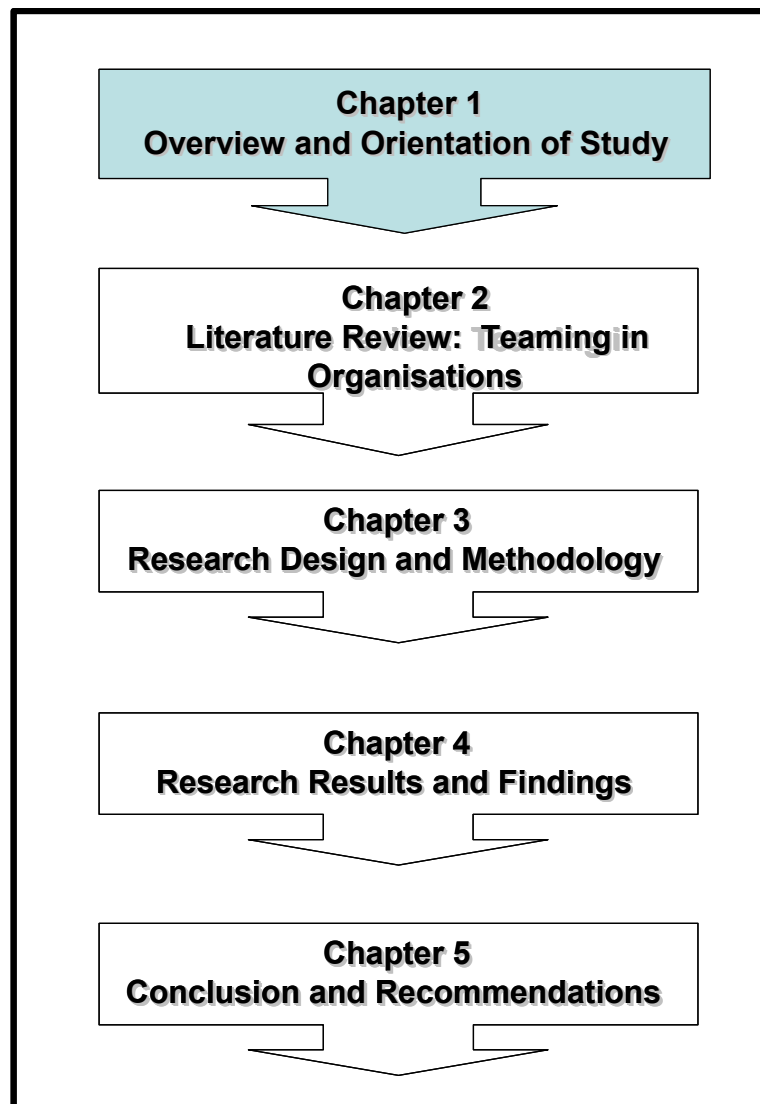 Chapter 1
Overview and Orientation of Study
Chapter 2
Literature Review: Teaming in
Organisations
Chapter 3
Research Design and Methodology
Chapter 4
Research Results and Findings
Chapter 5
Conclusion and Recommendations